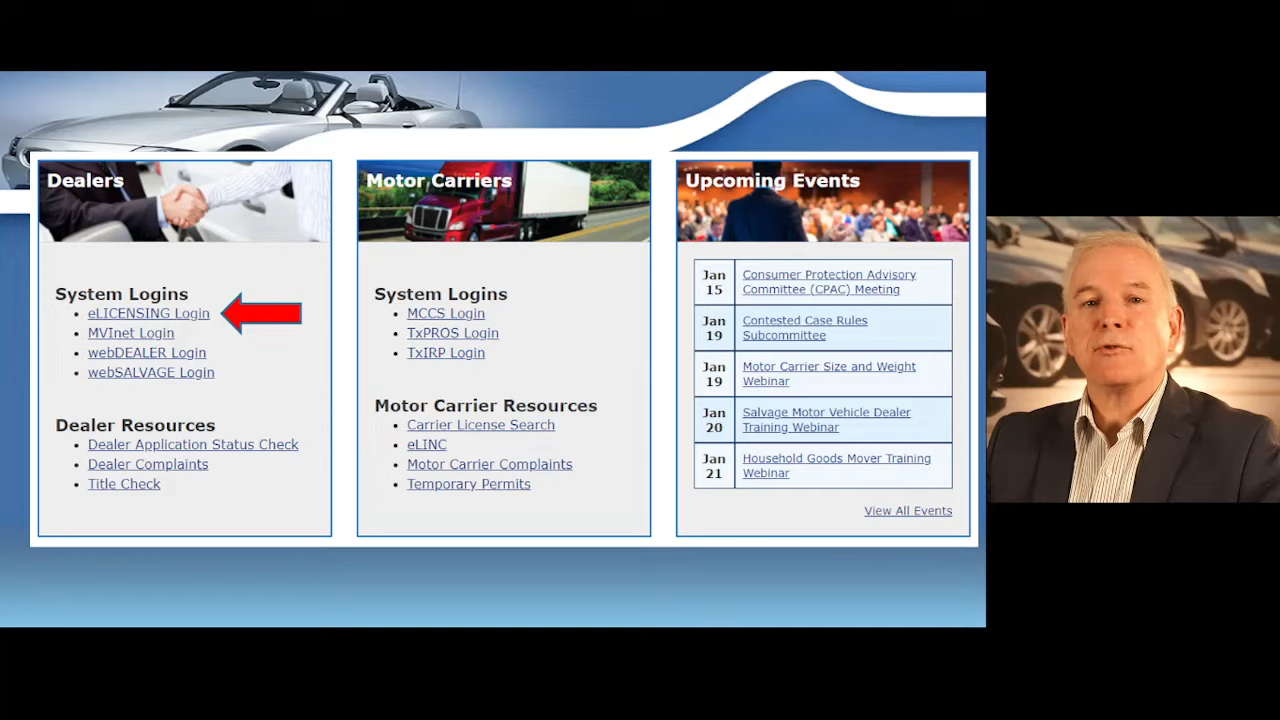 Dealers
System Logins
eLICENSING Login
MVInet Login
webDEALER Login
webSALVAGE Login
Dealer Resources
Dealer Application Status Check
Dealer Complaints
Title Check
Motor Carriers
System Logins
MCCS Login
TxPROS Login
TxIRP Login
Motor Carrier Resources
Carrier License Search
eLINC
Motor Carrier Complaints
Temporary Permits
Upcoming Events
Jan 15
Consumer Protection Advisory
Committee (CPAC) Meeting
Jan 19
Contested Case Rules
Subcommittee
Jan 19
Motor Carrier Size and Weight
Webinar
Jan 20
Salvage Motor Vehicle Dealer
Training Webinar
Jan 21
Household Goods Mover Training
Webinar
View All Events